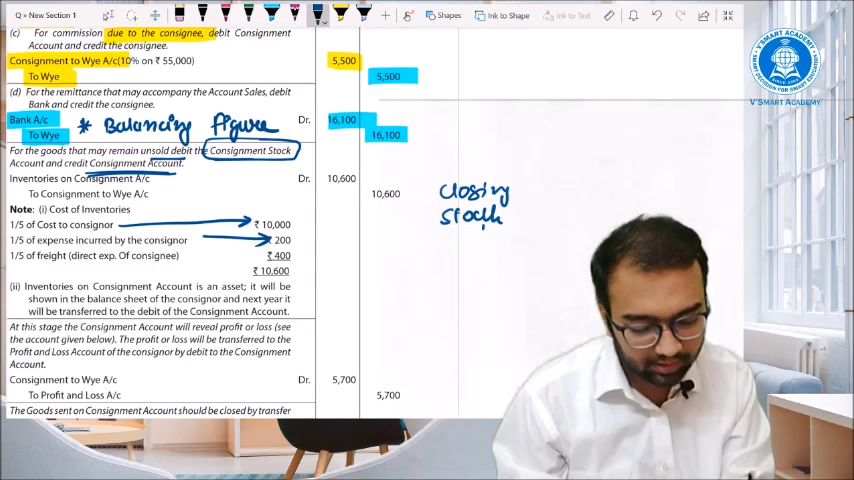 Q » New Section 1
Shapes
Ink to Shape
Ink to Text
(c) For commission due to the consignee, debit Consignment
Account and credit the consignee.
Consignment to Wye A/c(10% on ₹ 55,000) 5,500
To Wye 5,500
(d) For the remittance that may accompany the Account Sales, debit
Bank and credit the consignee.
Bank A/c Dr. 16,100
* Balancing Figure
To Wye 16,100
For the goods that may remain unsold debit the Consignment Stock
Account and credit Consignment Account.
Inventories on Consignment A/c Dr. 10,600
To Consignment to Wye A/c 10,600
Closing
Stock
Note: (i) Cost of Inventories
1/5 of Cost to consignor ₹ 10,000
1/5 of expense incurred by the consignor ₹ 200
1/5 of freight (direct exp. Of consignee) ₹ 400
₹ 10,600
(ii) Inventories on Consignment Account is an asset; it will be
shown in the balance sheet of the consignor and next year it
will be transferred to the debit of the Consignment Account.
At this stage the Consignment Account will reveal profit or loss (see
the account given below). The profit or loss will be transferred to the
Profit and Loss Account of the consignor by debit to the Consignment
Account.
Consignment to Wye A/c Dr. 5,700
To Profit and Loss A/c 5,700
The Goods sent on Consignment Account should be closed by transfer
V'SMART ACADEMY
V'SMART ACADEMY